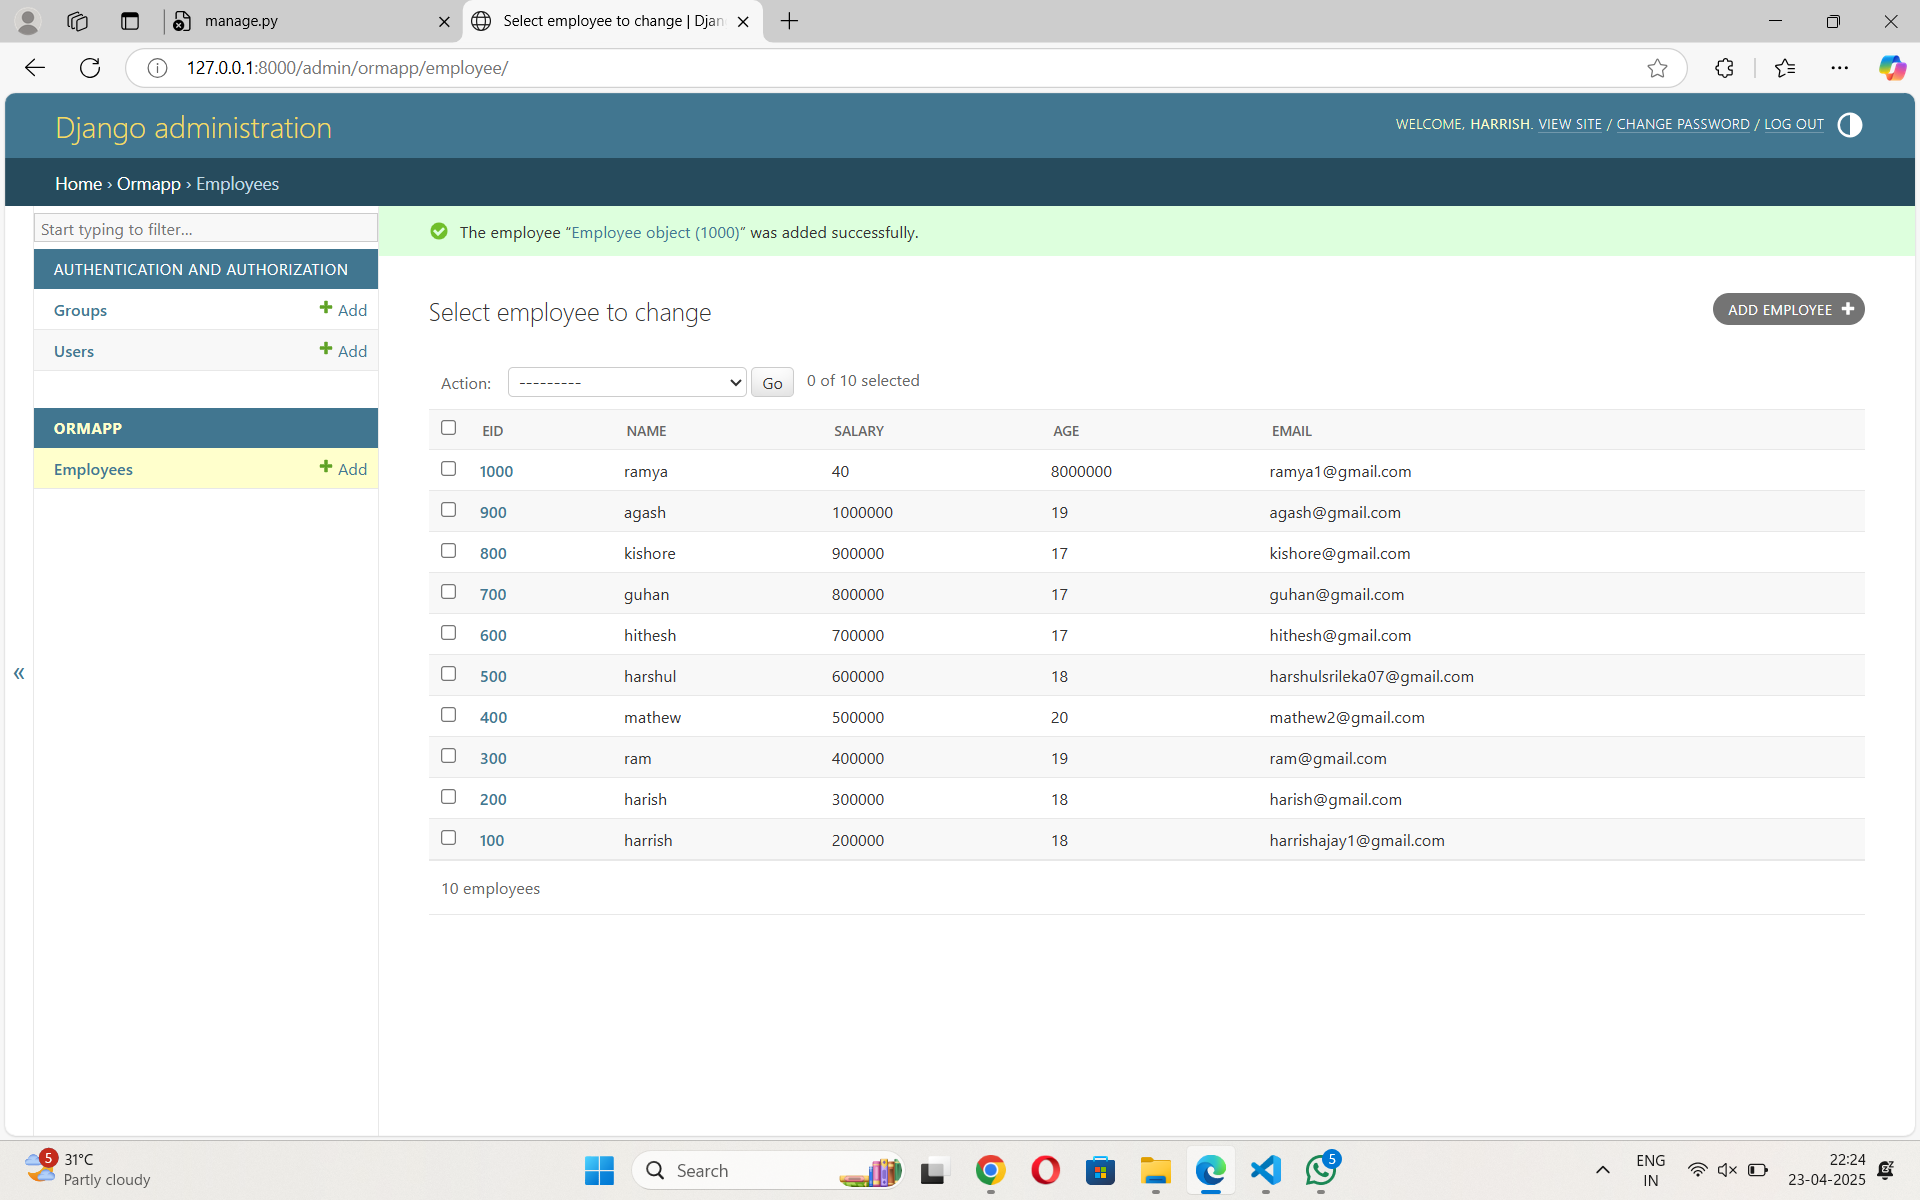 manage.py
Select employee to change | Djan
127.0.0.1:8000/admin/ormapp/employee/
Django administration
WELCOME, HARRISH. VIEW SITE / CHANGE PASSWORD / LOG OUT
Home › Ormapp › Employees
Start typing to filter...
AUTHENTICATION AND AUTHORIZATION
Groups Add
Users Add
ORMAPP
Employees Add
«
The employee “Employee object (1000)” was added successfully.
Select employee to change
ADD EMPLOYEE
Action: --------- Go 0 of 10 selected
EID NAME SALARY AGE EMAIL
1000 ramya 40 8000000 ramya1@gmail.com
900 agash 1000000 19 agash@gmail.com
800 kishore 900000 17 kishore@gmail.com
700 guhan 800000 17 guhan@gmail.com
600 hithesh 700000 17 hithesh@gmail.com
500 harshul 600000 18 harshulsrileka07@gmail.com
400 mathew 500000 20 mathew2@gmail.com
300 ram 400000 19 ram@gmail.com
200 harish 300000 18 harish@gmail.com
100 harrish 200000 18 harrishajay1@gmail.com
10 employees
5
31°C
Partly cloudy
Search
5
ENG
IN
22:24
23-04-2025